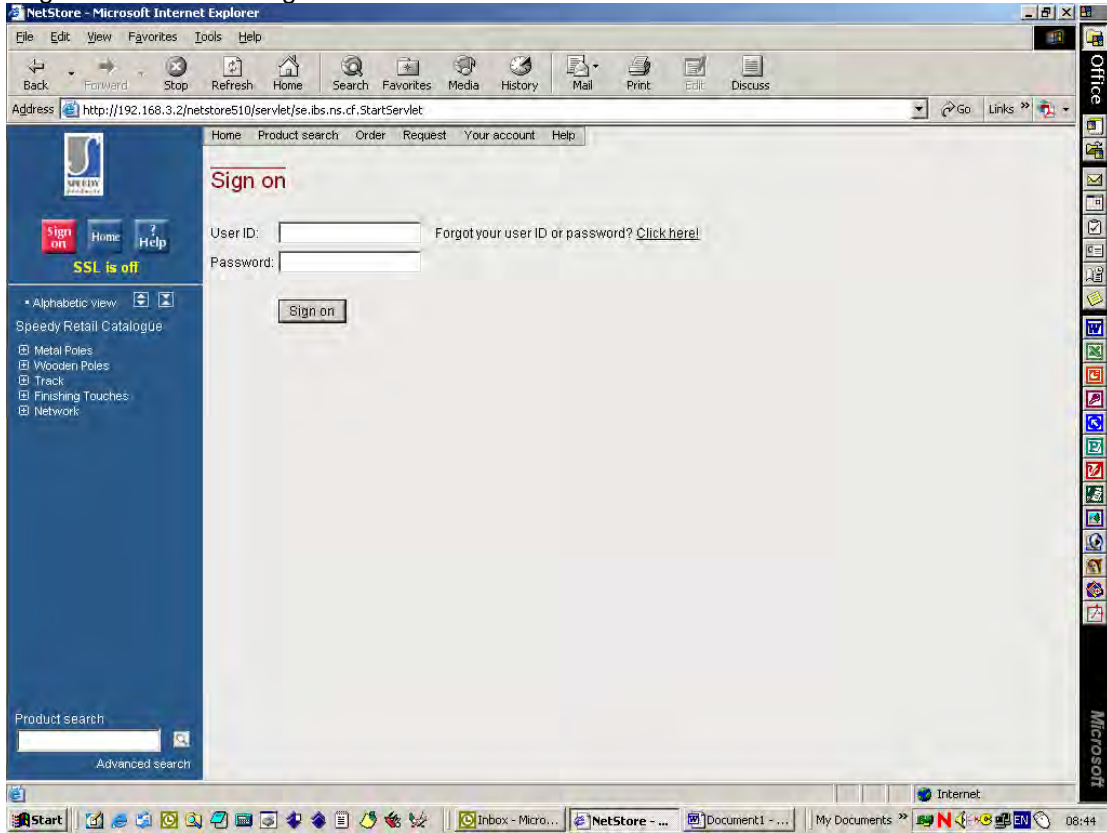 NetStore - Microsoft Internet Explorer
File Edit View Favorites Tools Help
Back Forward Stop Refresh Home Search Favorites Media History Mail Print Edit Discuss
Address http://192.168.3.2/netstore510/servlet/se.ibs.ns.cf.StartServlet Go Links »
Office
Home Product search Order Request Your account Help
SPEEDY
products
Sign on
Sign on Home ? Help
SSL is off
User ID: Forgot your user ID or password? Click here!
Password:
Sign on
Alphabetic view
Speedy Retail Catalogue
Metal Poles
Wooden Poles
Track
Finishing Touches
Network
Product search
Advanced search
Microsoft
Internet
Start Inbox - Micro... NetStore - ... Document1 - ... My Documents » EN 08:44